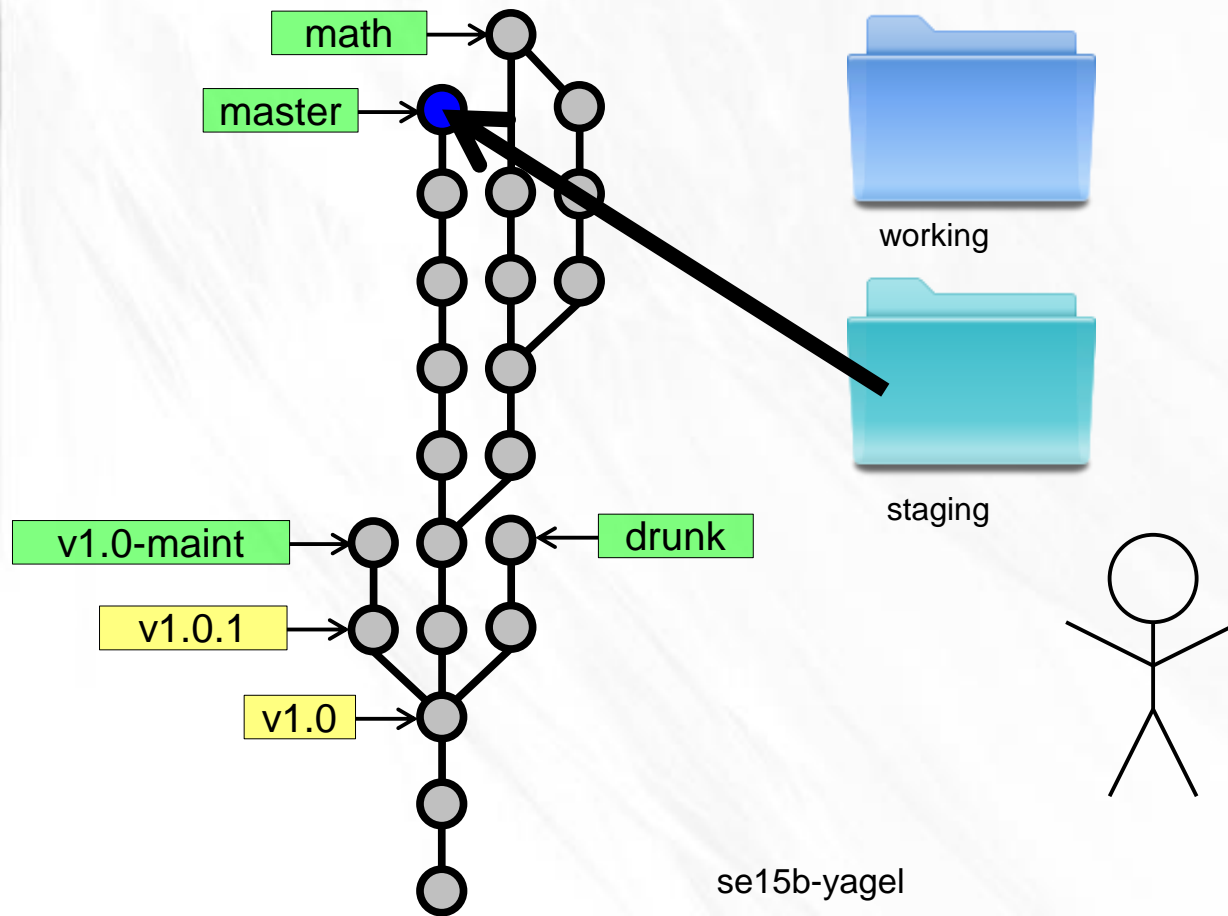 math
master
working
staging
v1.0-maint
drunk
v1.0.1
v1.0
se15b-yagel